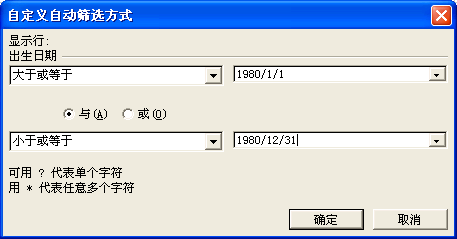 自定义自动筛选方式
显示行:
出生日期
大于或等于 1980/1/1
与(A) 或(O)
小于或等于 1980/12/31
可用 ? 代表单个字符
用 * 代表任意多个字符
确定 取消